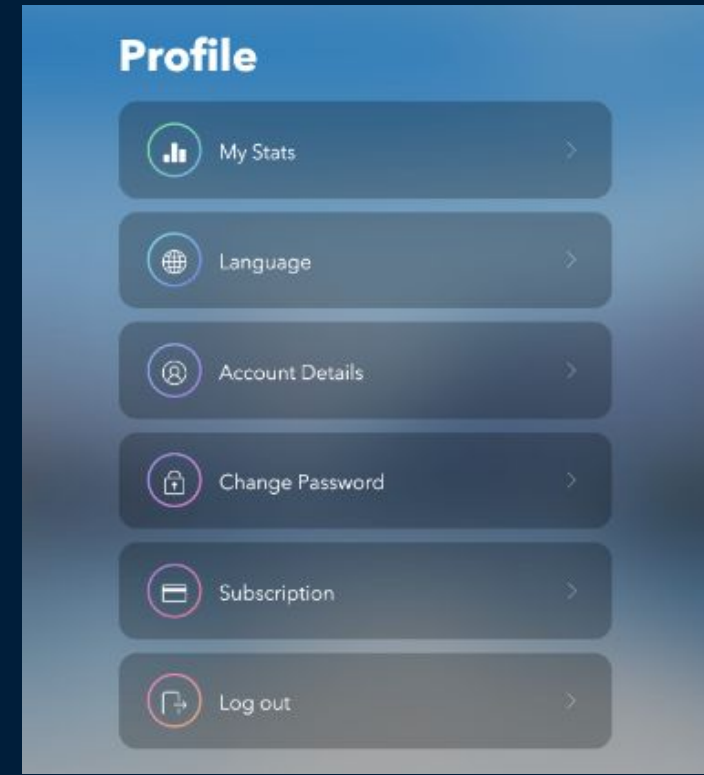 Profile
My Stats
Language
Account Details
Change Password
Subscription
Log out